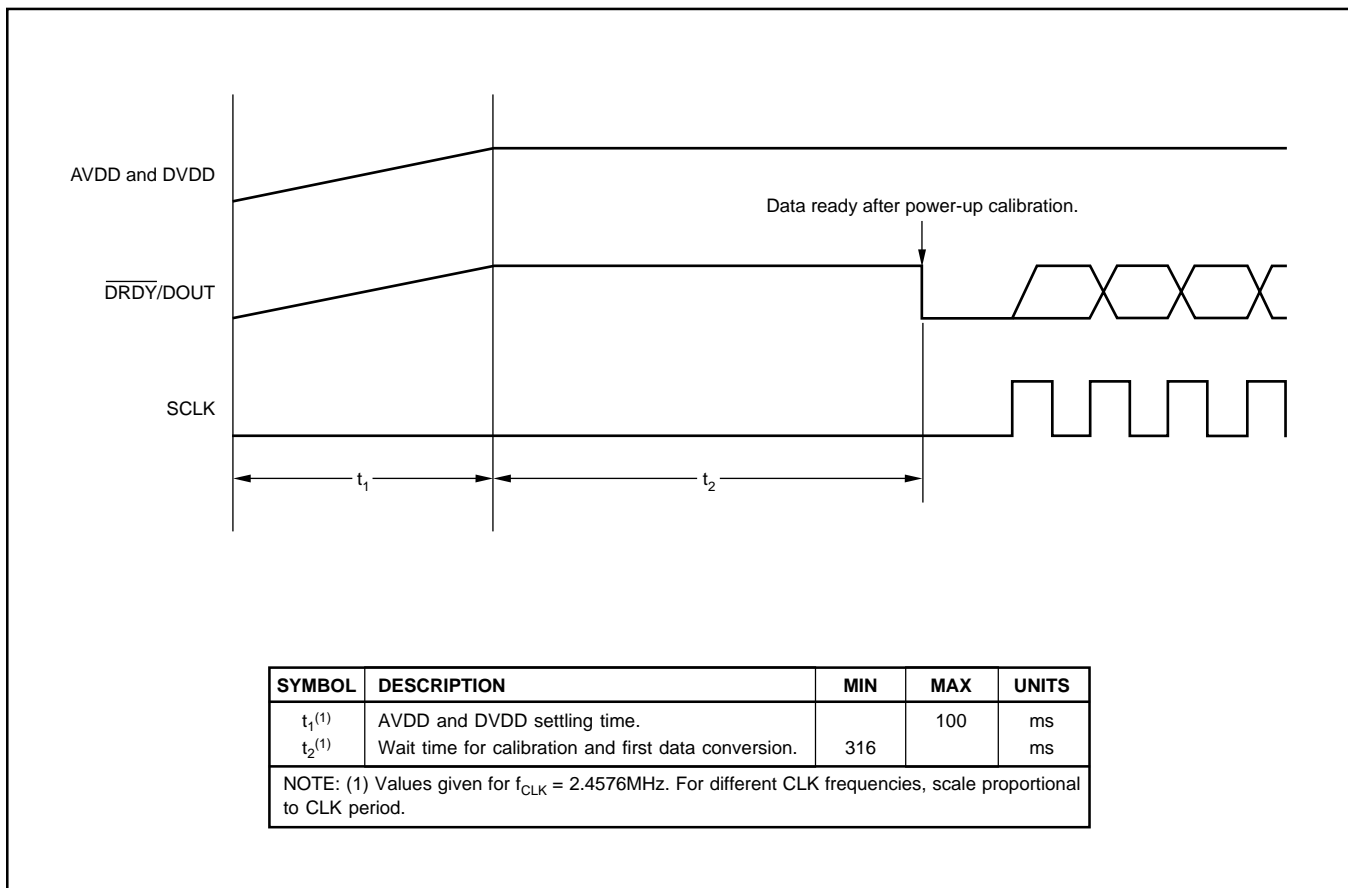 AVDD and DVDD
Data ready after power-up calibration.
DRDY/DOUT
SCLK
t1
t2
SYMBOL DESCRIPTION MIN MAX UNITS
t1(1) AVDD and DVDD settling time. 100 ms
t2(1) Wait time for calibration and first data conversion. 316 ms
NOTE: (1) Values given for fCLK = 2.4576MHz. For different CLK frequencies, scale proportional
to CLK period.